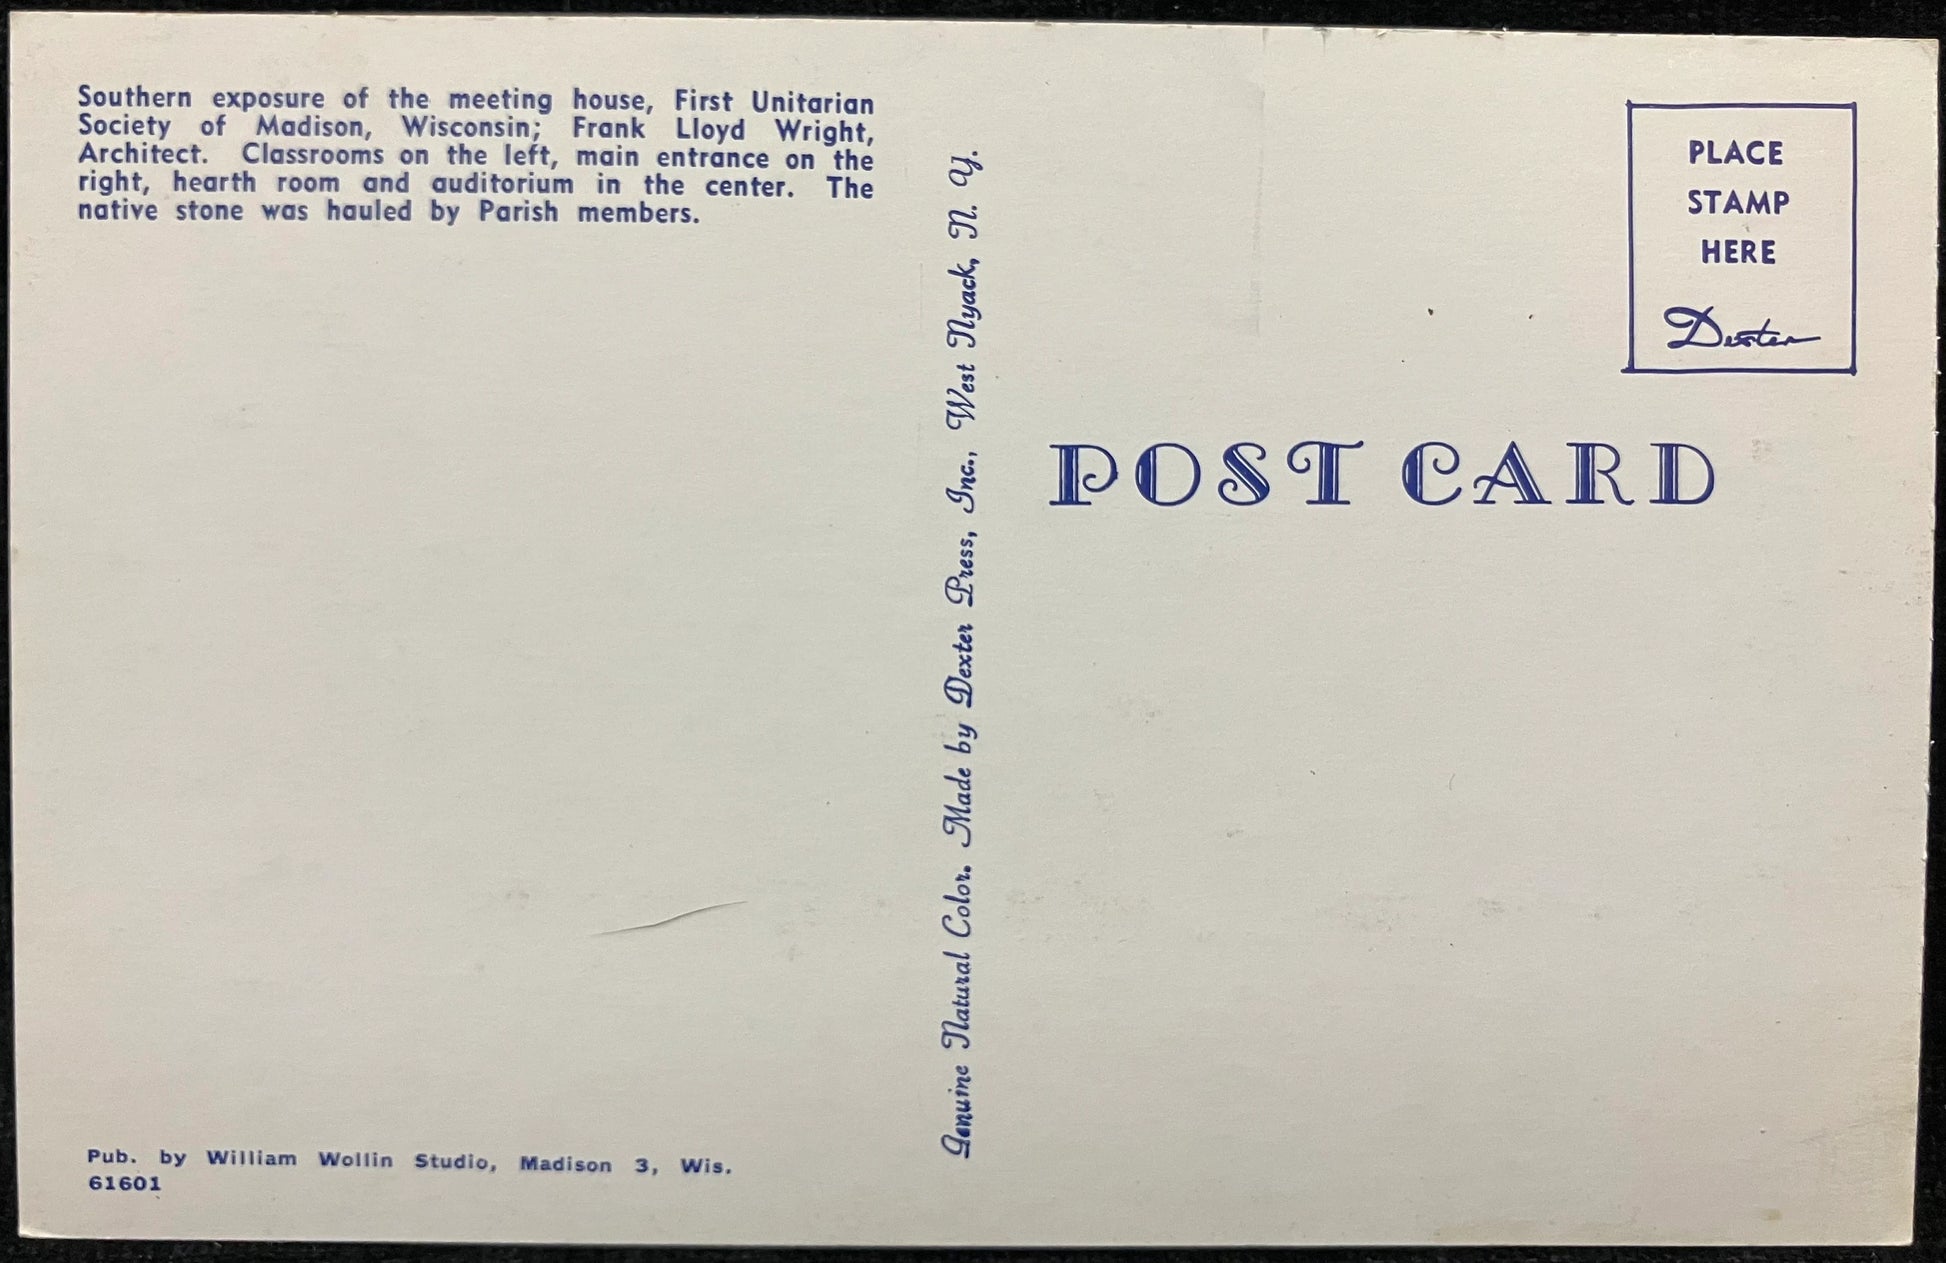 Southern exposure of the meeting house, First Unitarian
Society of Madison, Wisconsin; Frank Lloyd Wright,
Architect. Classrooms on the left, main entrance on the
right, hearth room and auditorium in the center. The
native stone was hauled by Parish members.
Pub. by William Wollin Studio, Madison 3, Wis.
61601
Genuine Natural Color. Made by Dexter Press, Inc., West Nyack, N. Y.
PLACE
STAMP
HERE
Dexter
POST CARD